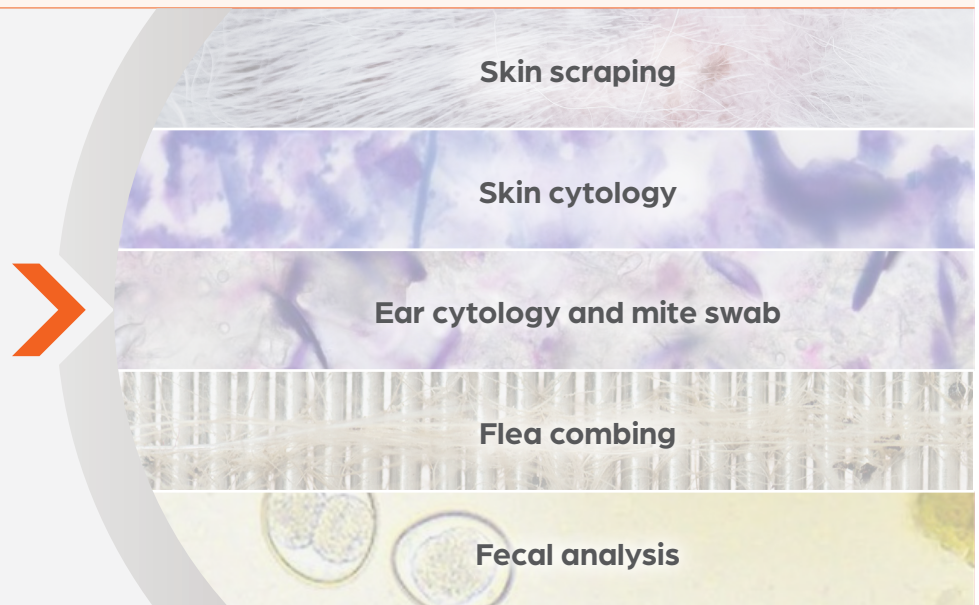 Skin scraping
Skin cytology
Ear cytology and mite swab
Flea combing
Fecal analysis